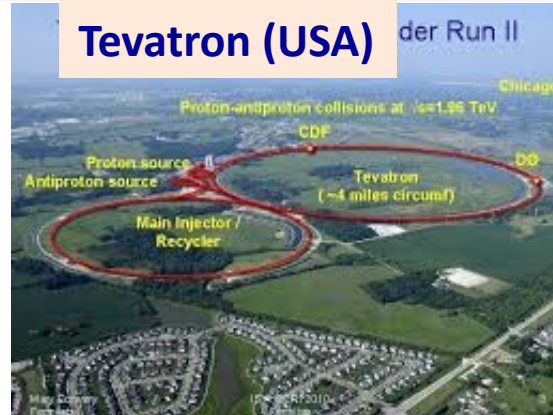 Tevatron (USA)
der Run II
Chicago
Proton-antiproton collisions at √s=1.96 TeV
CDF
DØ
Proton source
Antiproton source
Tevatron
(~4 miles circumf)
Main Injector /
Recycler